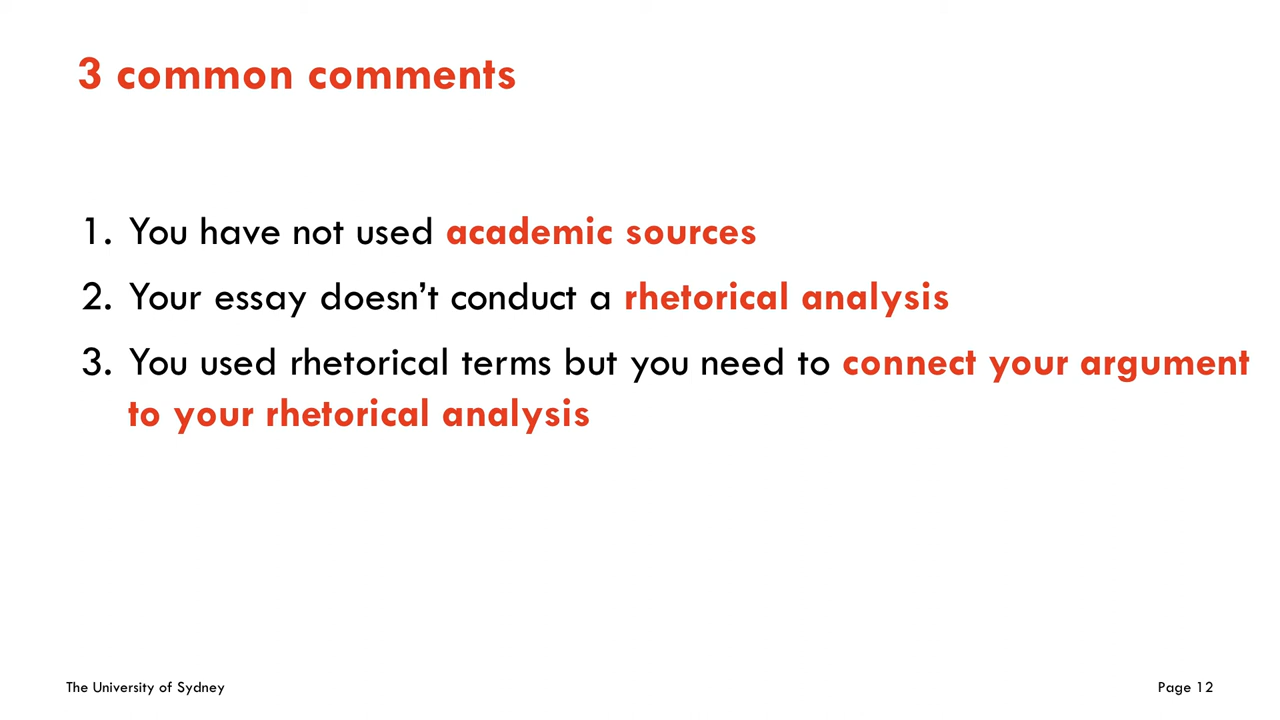 3 common comments
1. You have not used academic sources
2. Your essay doesn’t conduct a rhetorical analysis
3. You used rhetorical terms but you need to connect your argument
to your rhetorical analysis
The University of Sydney
Page 12